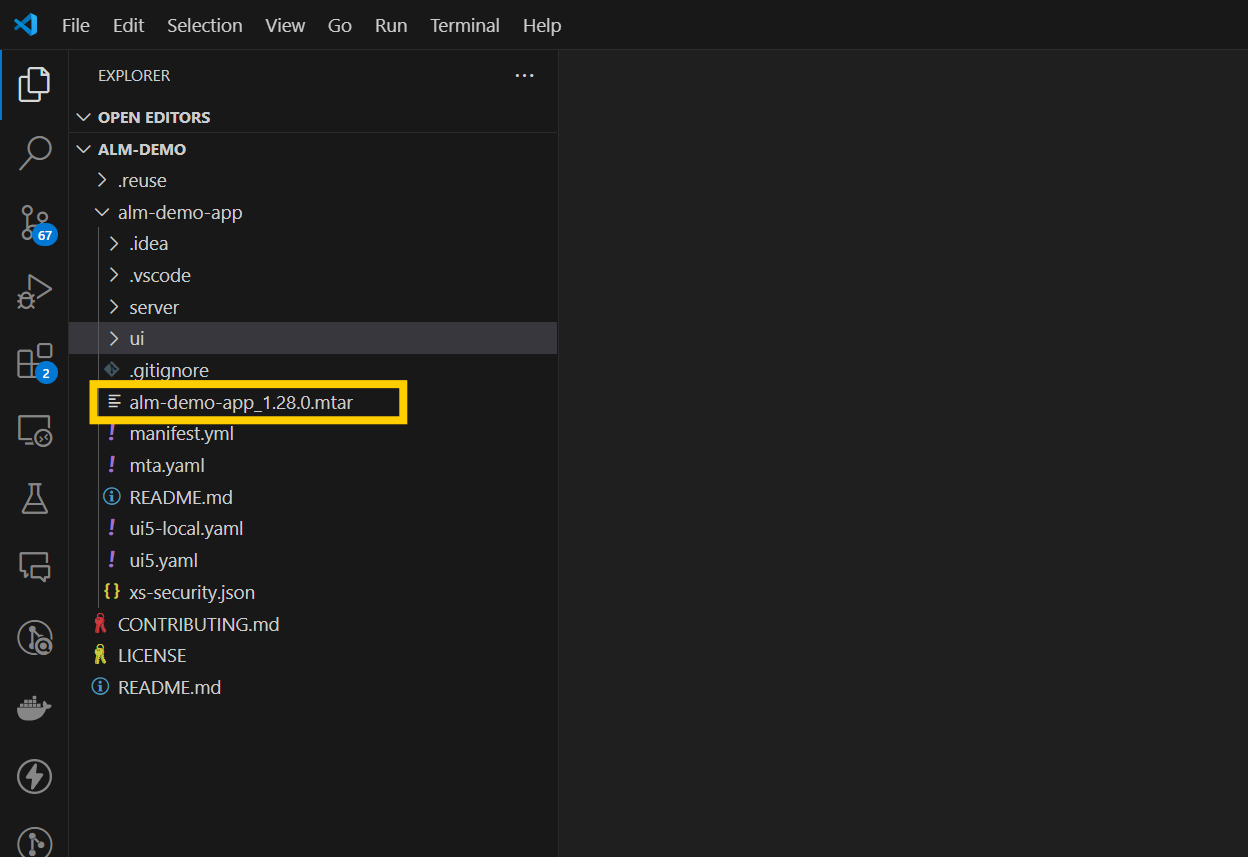 File Edit Selection View Go Run Terminal Help
EXPLORER
OPEN EDITORS
ALM-DEMO
.reuse
alm-demo-app
.idea
.vscode
server
ui
.gitignore
alm-demo-app_1.28.0.mtar
manifest.yml
mta.yaml
README.md
ui5-local.yaml
ui5.yaml
xs-security.json
CONTRIBUTING.md
LICENSE
README.md
67
2